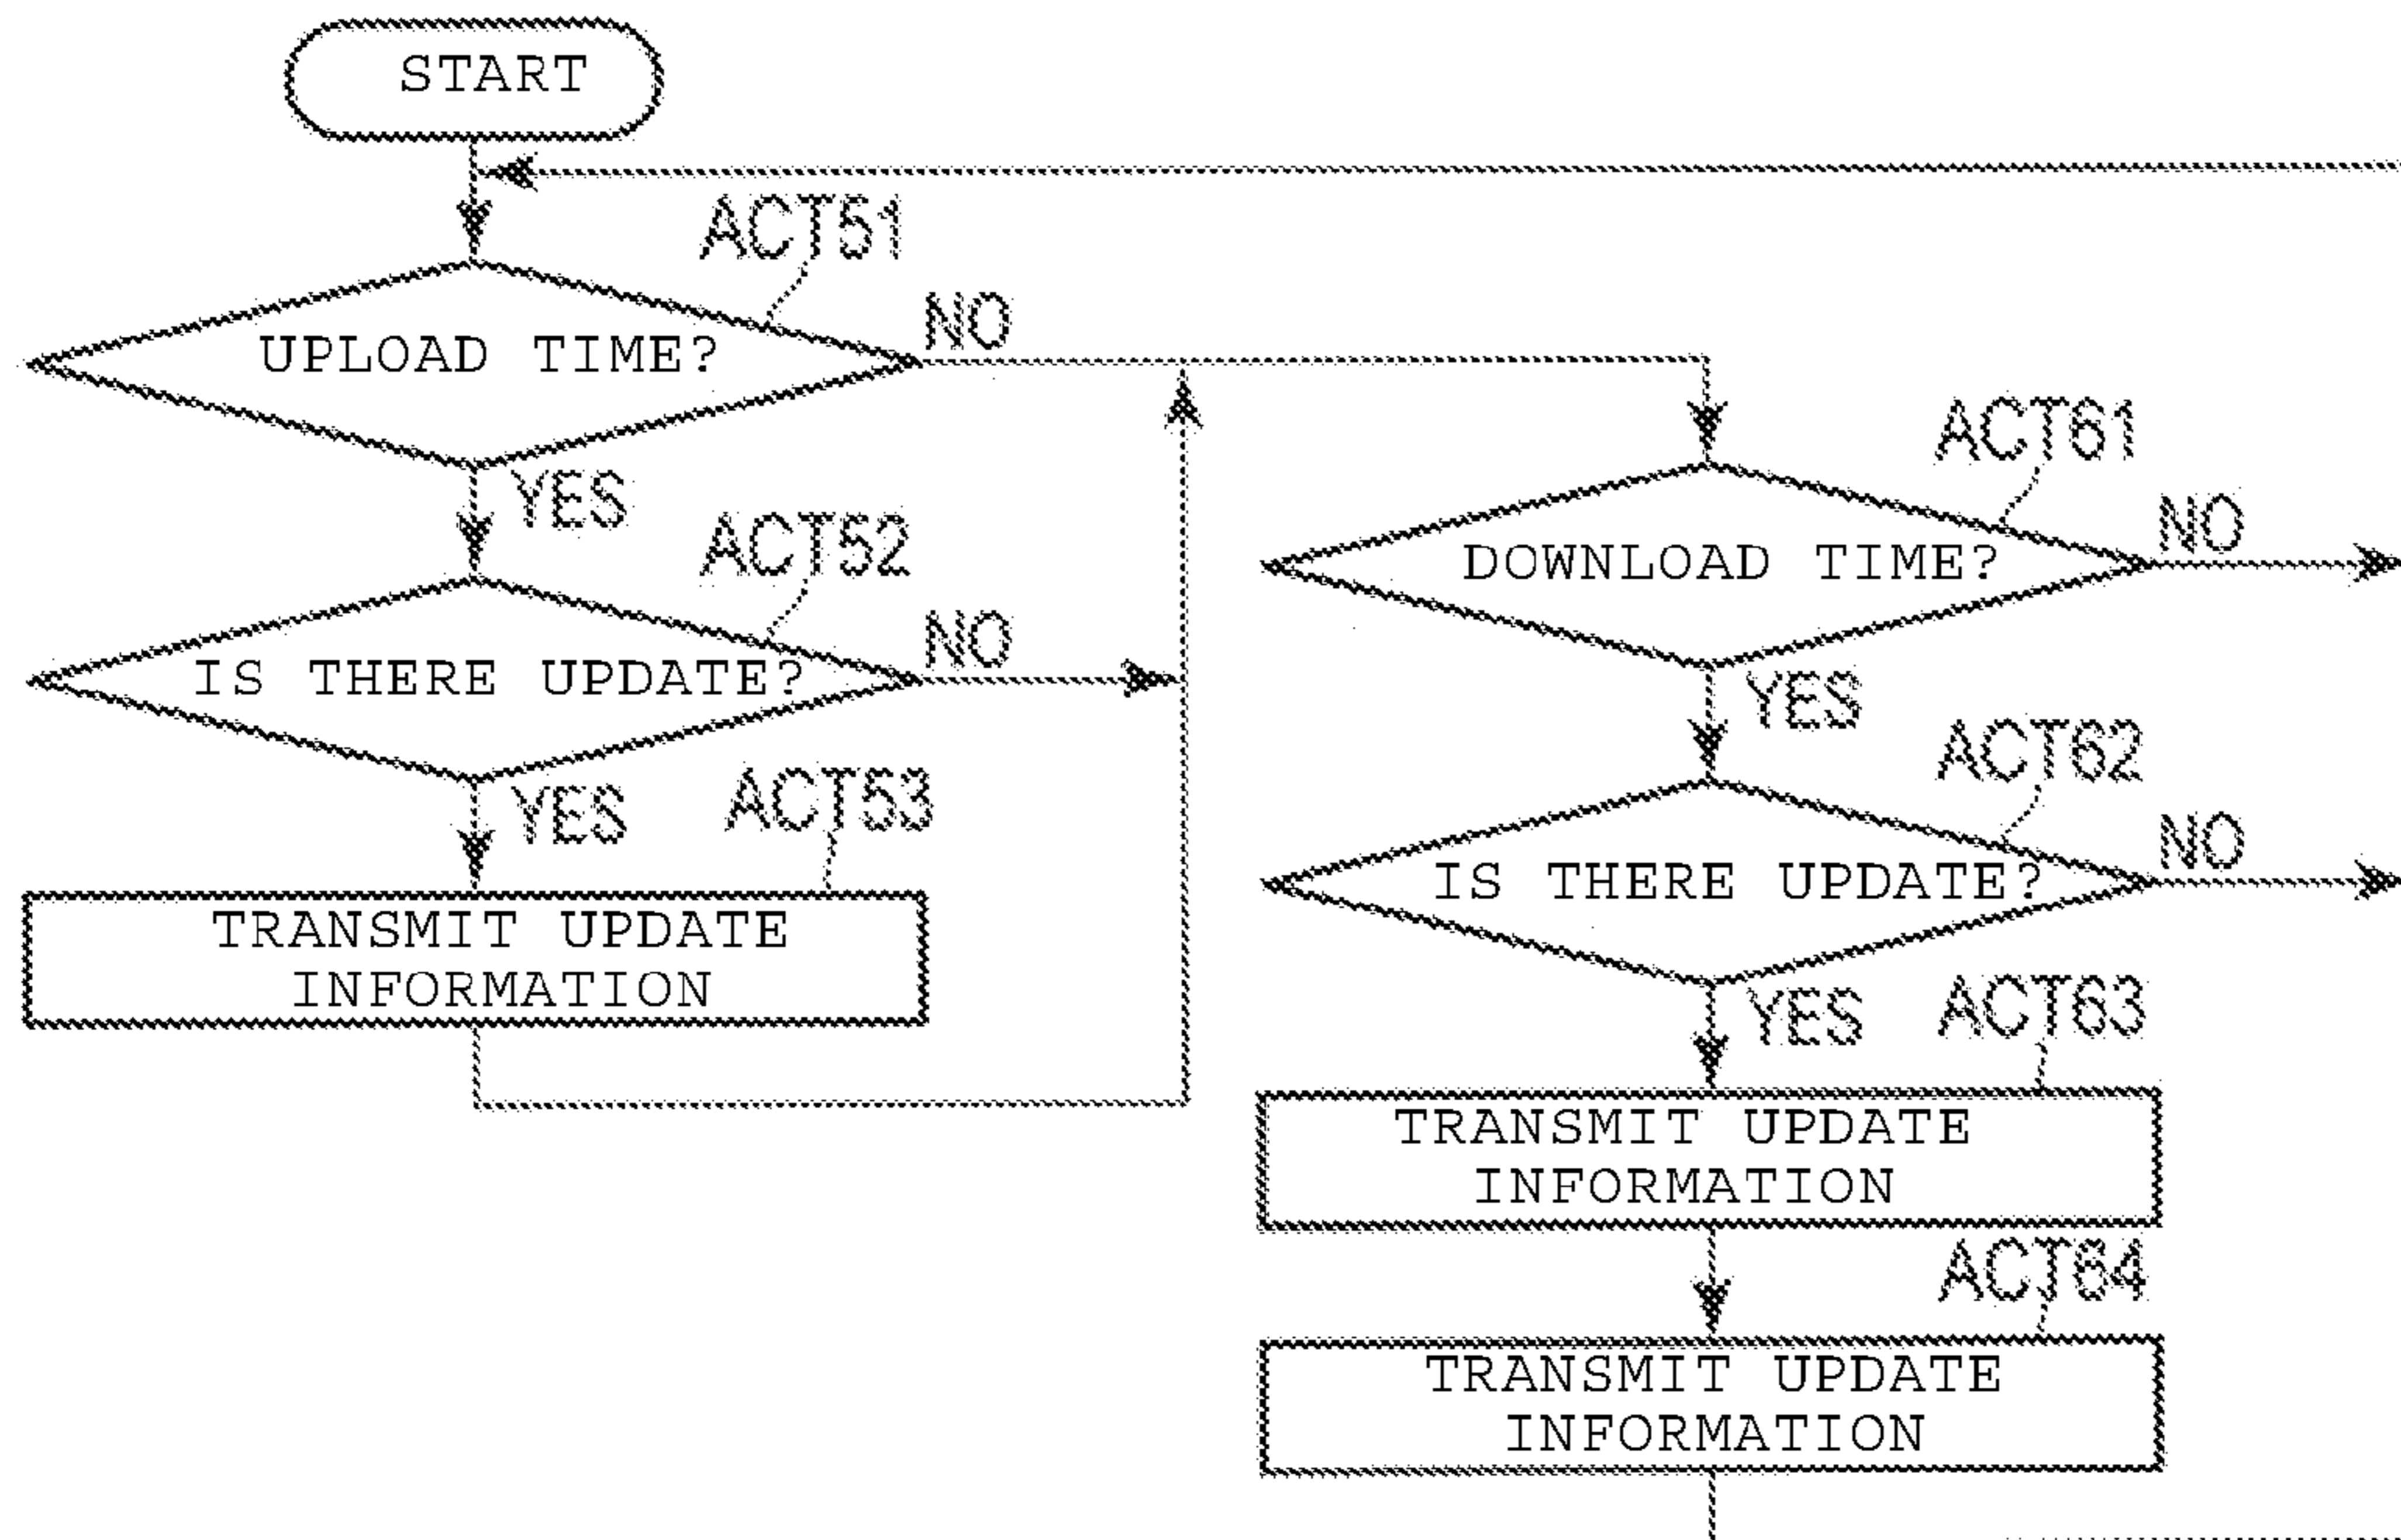 START
ACT51
UPLOAD TIME?
NO
YES
ACT52
IS THERE UPDATE?
NO
YES
ACT53
TRANSMIT UPDATE
INFORMATION
ACT61
DOWNLOAD TIME?
NO
YES
ACT62
IS THERE UPDATE?
NO
YES
ACT63
TRANSMIT UPDATE
INFORMATION
ACT64
TRANSMIT UPDATE
INFORMATION